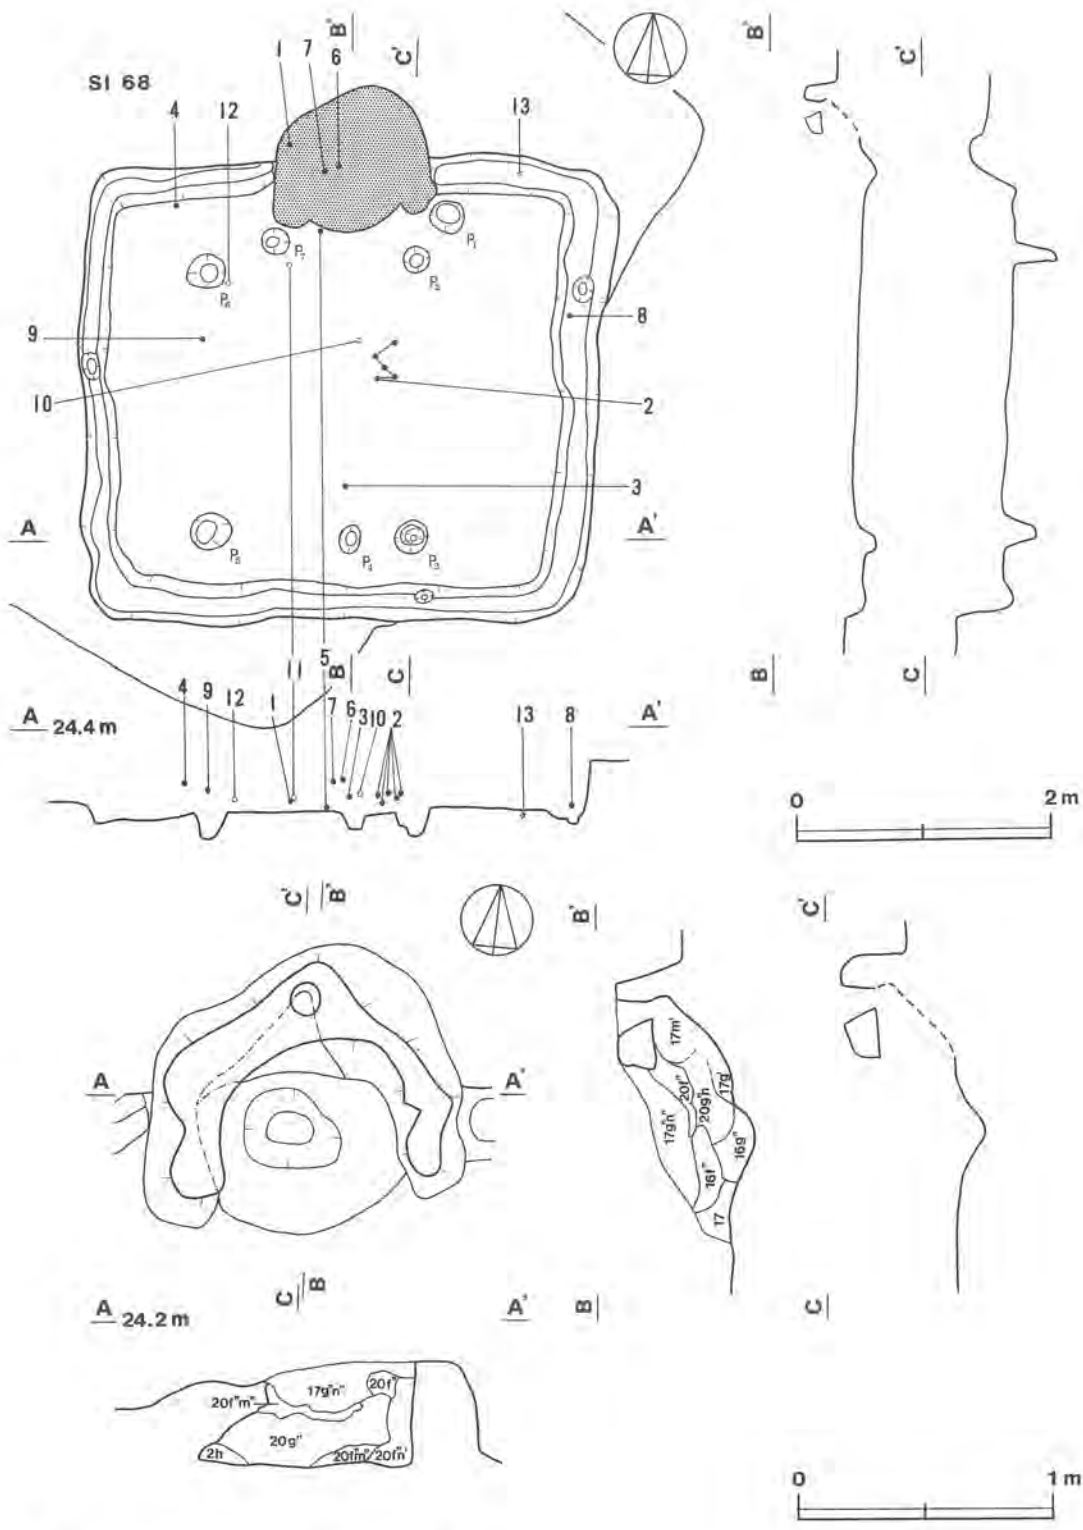 SI 68
1 7 6 B' C'
4 12 13
B' C'
P₇ P₁
P₂
P₆
8
9
10 2
3
A A'
P₅ P₄ P₃
11 5 B C
B C
A 24.4 m A'
4 9 12 1 7 6 3 10 2 13 8
0 2 m
C' B' B' C'
A A'
17m'
20f'' 20g'n 17g'
17g''n''
16f'' 16g''
17
C B
A 24.2 m A' B C
20f''m'' 17g''n'' 20f''
20g''
2h
0 1 m